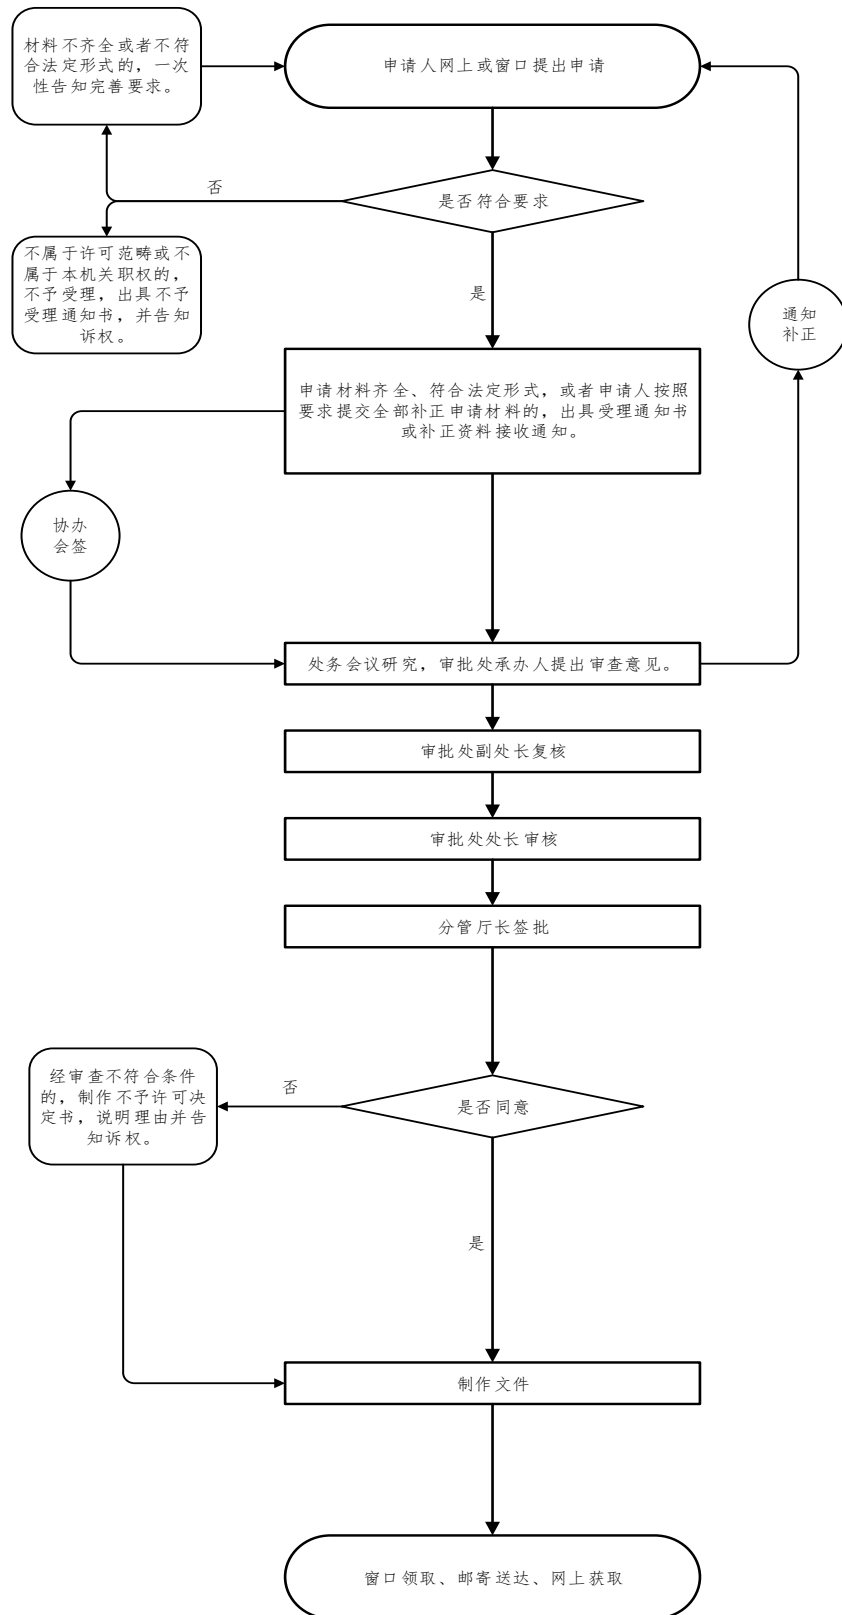 材料不齐全或者不符
合法定形式的，一次
性告知完善要求。
申请人网上或窗口提出申请
否
是否符合要求
不属于许可范畴或不
属于本机关职权的，
不予受理，出具不予
受理通知书，并告知
诉权。
是
通知
补正
申请材料齐全、符合法定形式，或者申请人按照
要求提交全部补正申请材料的，出具受理通知书
或补正资料接收通知。
协办
会签
处务会议研究，审批处承办人提出审查意见。
审批处副处长复核
审批处处长审核
分管厅长签批
经审查不符合条件
的，制作不予许可决
定书，说明理由并告
知诉权。
否
是否同意
是
制作文件
窗口领取、邮寄送达、网上获取